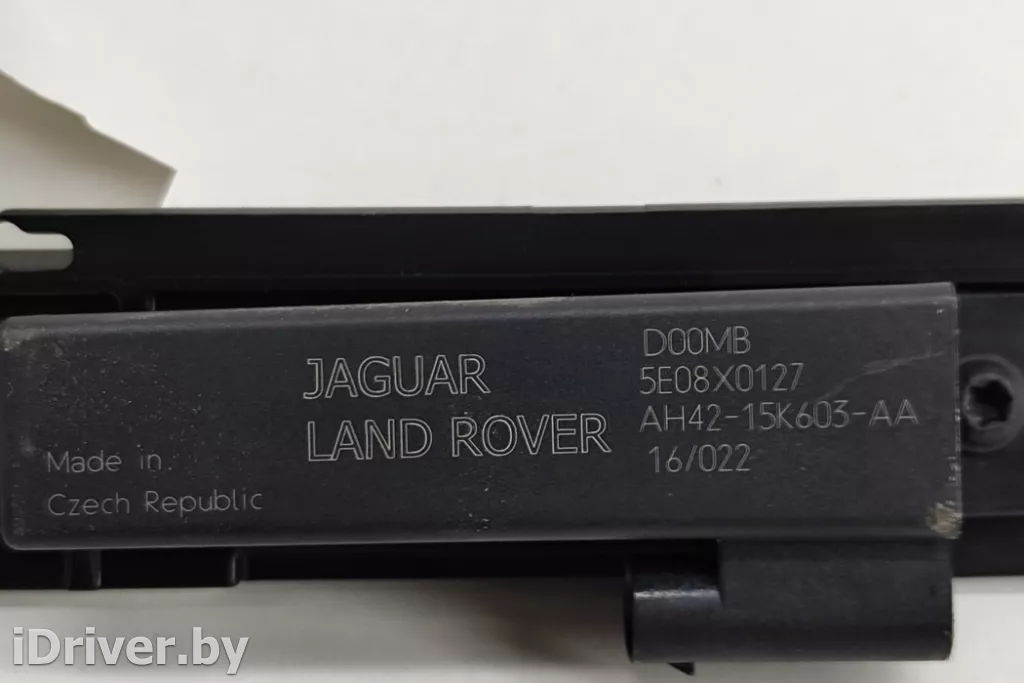 JAGUAR
LAND ROVER
D00MB
5E08X0127
AH42-15K603-AA
16/022
Made in
Czech Republic
iDriver.by